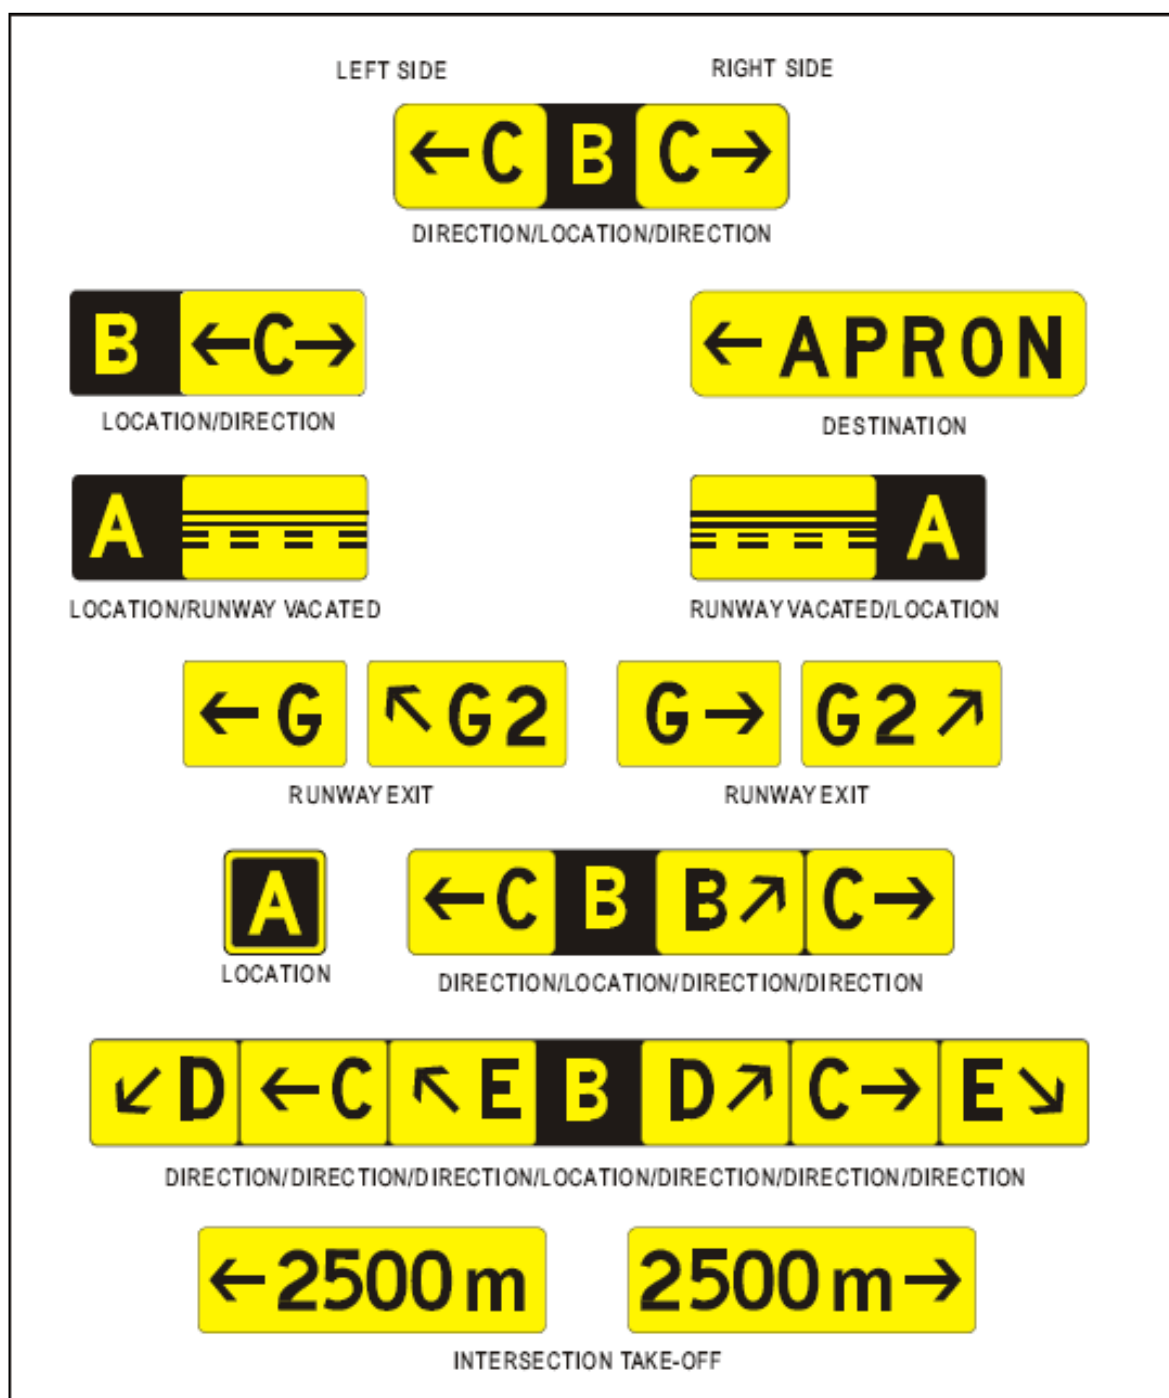 LEFT SIDE RIGHT SIDE
←C B C→
DIRECTION/LOCATION/DIRECTION
B ←C→ ←APRON
LOCATION/DIRECTION DESTINATION
A A
LOCATION/RUNWAY VACATED RUNWAY VACATED/LOCATION
←G ↖G2 G→ G2↗
RUNWAY EXIT RUNWAY EXIT
A ←C B B↗ C→
LOCATION DIRECTION/LOCATION/DIRECTION/DIRECTION
↙D ←C ↖E B D↗ C→ E↘
DIRECTION/DIRECTION/DIRECTION/LOCATION/DIRECTION/DIRECTION/DIRECTION
←2500m 2500m→
INTERSECTION TAKE-OFF